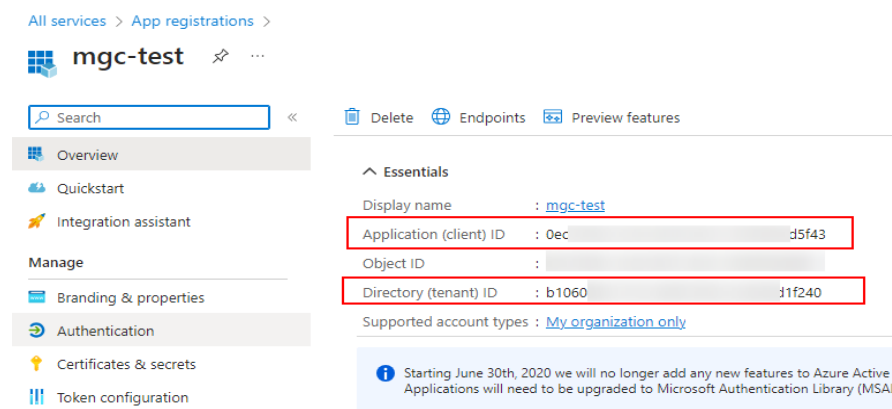 All services > App registrations >
mgc-test
Search
Delete Endpoints Preview features
Overview
Quickstart
Integration assistant
Manage
Branding & properties
Authentication
Certificates & secrets
Token configuration
Essentials
Display name : mgc-test
Application (client) ID : 0ec d5f43
Object ID :
Directory (tenant) ID : b1060 d1f240
Supported account types : My organization only
Starting June 30th, 2020 we will no longer add any new features to Azure Active
Applications will need to be upgraded to Microsoft Authentication Library (MSAL